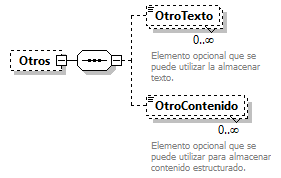 OtroTexto
0..∞
Elemento opcional que se
puede utilizar la almacenar
texto.
Otros
OtroContenido
0..∞
Elemento opcional que se
puede utilizar para almacenar
contenido estructurado.